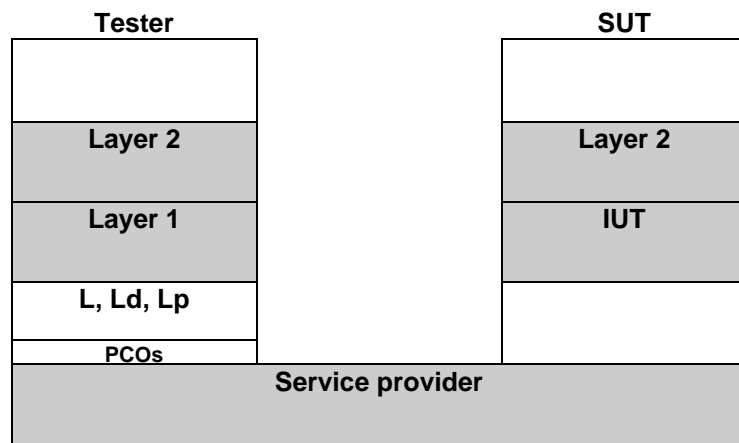 Tester SUT
Layer 2 Layer 2
Layer 1 IUT
L, Ld, Lp
PCOs
Service provider